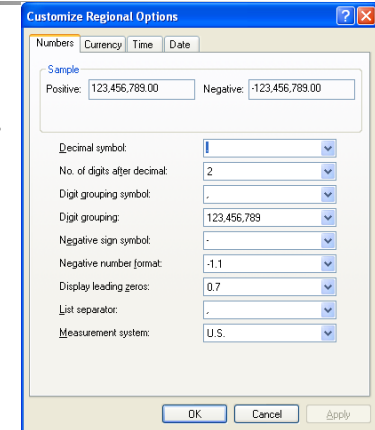 Customize Regional Options
Numbers Currency Time Date
Sample
Positive: 123,456,789.00 Negative: -123,456,789.00
Decimal symbol: .
No. of digits after decimal: 2
Digit grouping symbol: ,
Digit grouping: 123,456,789
Negative sign symbol: -
Negative number format: -1.1
Display leading zeros: 0.7
List separator: ,
Measurement system: U.S.
OK Cancel Apply